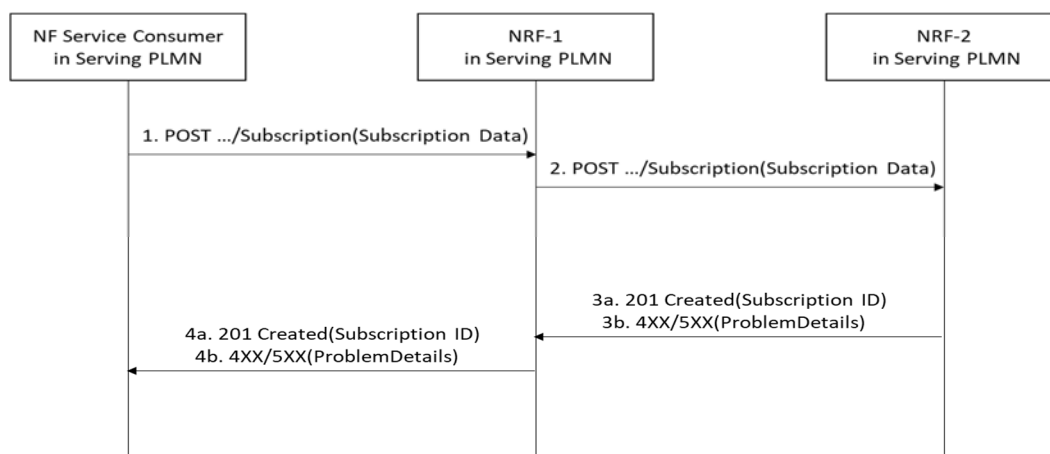 NF Service Consumer
in Serving PLMN
NRF-1
in Serving PLMN
NRF-2
in Serving PLMN
1. POST .../Subscription(Subscription Data)
2. POST .../Subscription(Subscription Data)
3a. 201 Created(Subscription ID)
3b. 4XX/5XX(ProblemDetails)
4a. 201 Created(Subscription ID)
4b. 4XX/5XX(ProblemDetails)